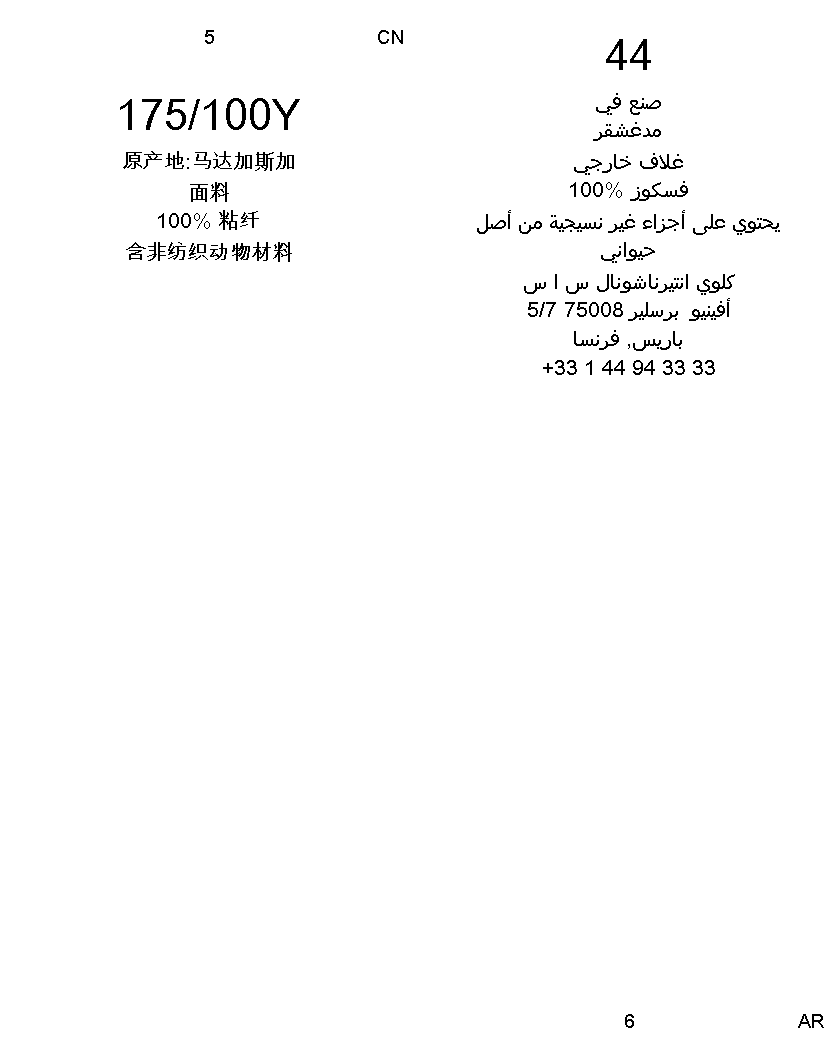 5
CN
175/100Y
原产地:马达加斯加
面料
100% 粘纤
含非纺织动物材料
44
صنع في
مدغشقر
غلاف خارجي
100% فسكوز
يحتوي على أجزاء غير نسيجية من أصل
حيواني
كلوي انتيرناشونال س ا س
5/7 75008 أفينيو برسلير
باريس, فرنسا
+33 1 44 94 33 33
6
AR